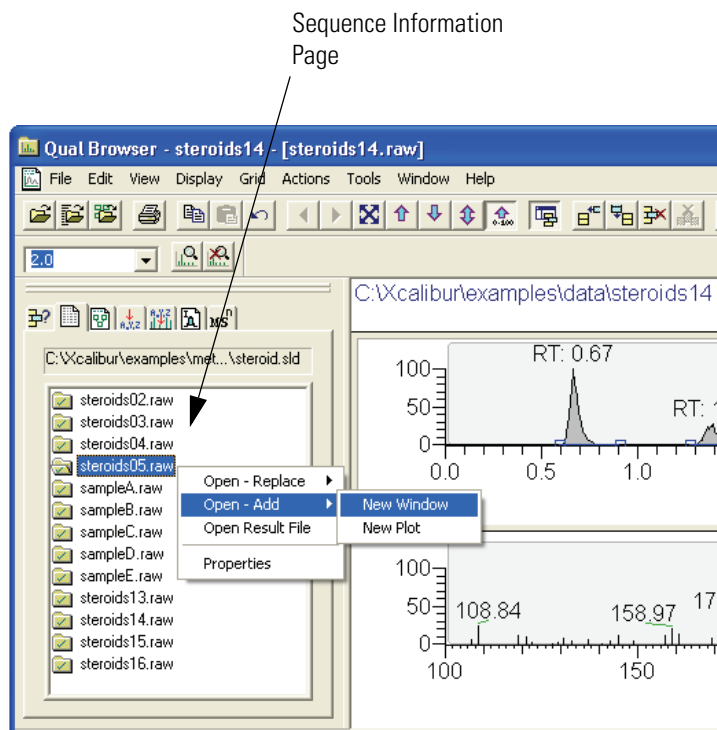 Sequence Information
Page
Qual Browser - steroids14 - [steroids14.raw]
File Edit View Display Grid Actions Tools Window Help
0-100
2.0
C:\Xcalibur\examples\data\steroids14
A,Y,Z
A,Y,Z
A
MSn
C:\Xcalibur\examples\met...\steroid.sld
steroids02.raw
steroids03.raw
steroids04.raw
steroids05.raw
sampleA.raw
sampleB.raw
sampleC.raw
sampleD.raw
sampleE.raw
steroids13.raw
steroids14.raw
steroids15.raw
steroids16.raw
Open - Replace
Open - Add
Open Result File
Properties
New Window
New Plot
RT: 0.67
RT:
100
50
0
0.0 0.5 1.0
100
50
0
108.84 158.97 17
100 150